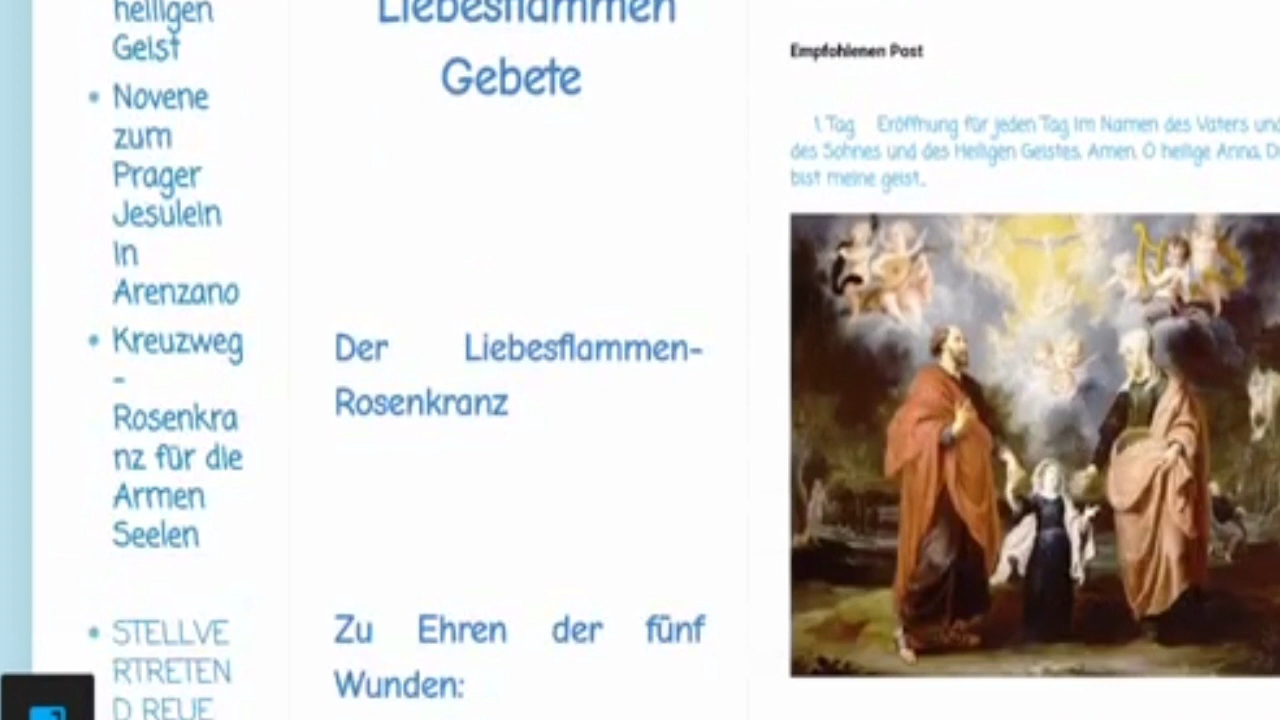 heiligen
Geist
Novene
zum
Prager
Jesulein
in
Arenzano
Kreuzweg
-
Rosenkra
nz für die
Armen
Seelen
STELLVE
RTRETEN
D REUE
Liebesflammen
Gebete
Der Liebesflammen-
Rosenkranz
Zu Ehren der fünf
Wunden:
Empfohlenen Post
1. Tag Eröffnung für jeden Tag Im Namen des Vaters und
des Sohnes und des Heiligen Geistes. Amen. O heilige Anna, D
bist meine geist...